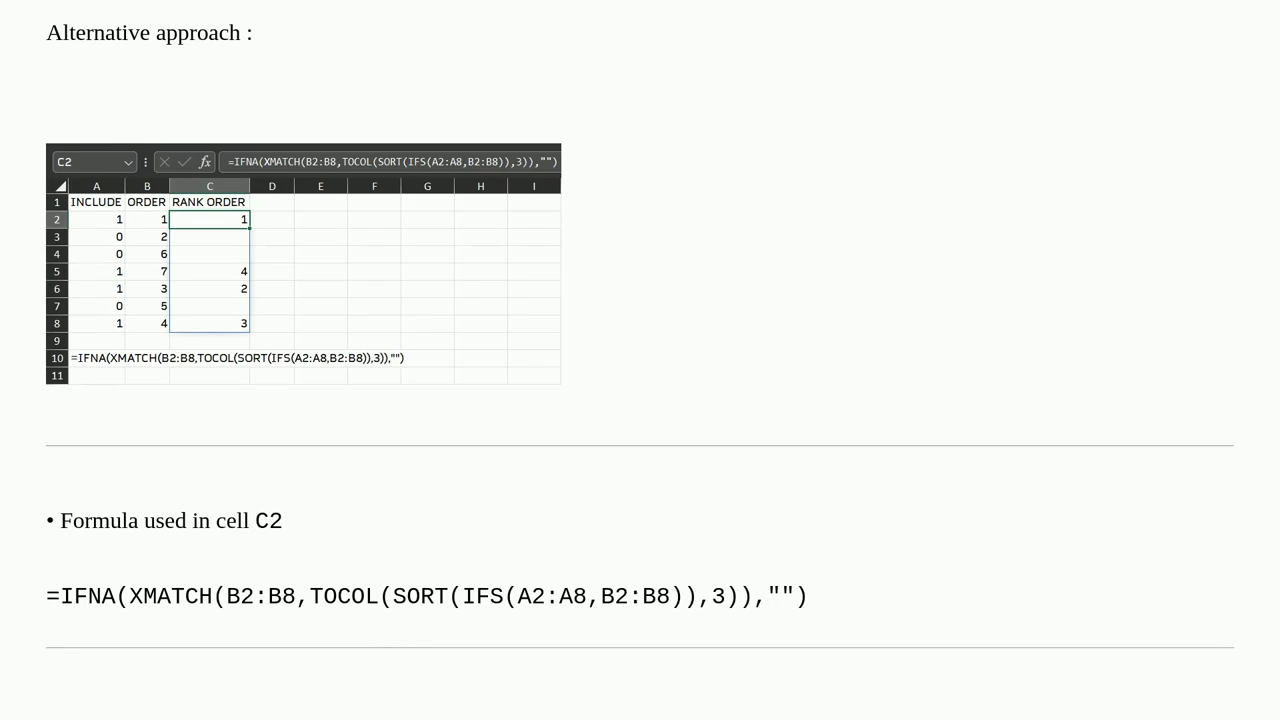 Alternative approach :
C2 =IFNA(XMATCH(B2:B8,TOCOL(SORT(IFS(A2:A8,B2:B8)),3)),"")
A B C D E F G H I
1 INCLUDE ORDER RANK ORDER
2 1 1 1
3 0 2
4 0 6
5 1 7 4
6 1 3 2
7 0 5
8 1 4 3
9
10 =IFNA(XMATCH(B2:B8,TOCOL(SORT(IFS(A2:A8,B2:B8)),3)),"")
11
• Formula used in cell C2
=IFNA(XMATCH(B2:B8,TOCOL(SORT(IFS(A2:A8,B2:B8)),3)),"")